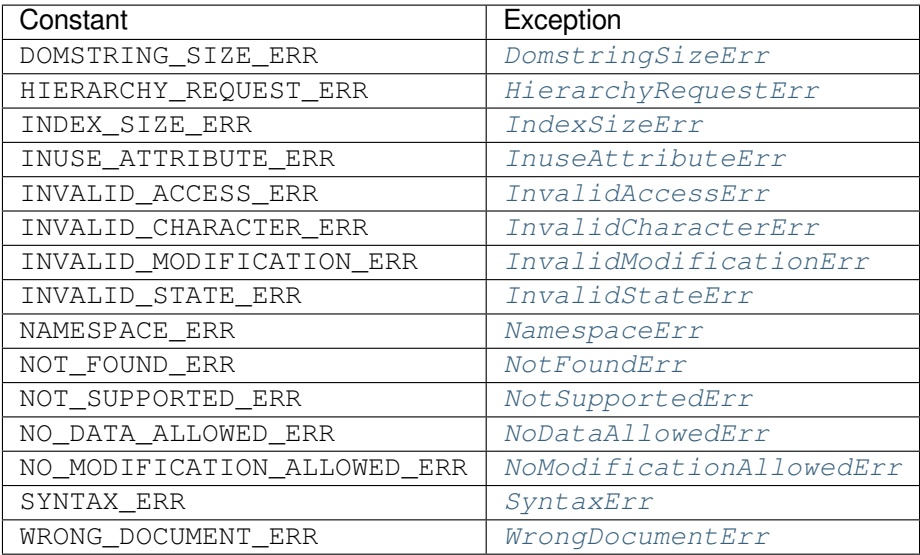 Constant Exception
DOMSTRING_SIZE_ERR DomstringSizeErr
HIERARCHY_REQUEST_ERR HierarchyRequestErr
INDEX_SIZE_ERR IndexSizeErr
INUSE_ATTRIBUTE_ERR InuseAttributeErr
INVALID_ACCESS_ERR InvalidAccessErr
INVALID_CHARACTER_ERR InvalidCharacterErr
INVALID_MODIFICATION_ERR InvalidModificationErr
INVALID_STATE_ERR InvalidStateErr
NAMESPACE_ERR NamespaceErr
NOT_FOUND_ERR NotFoundErr
NOT_SUPPORTED_ERR NotSupportedErr
NO_DATA_ALLOWED_ERR NoDataAllowedErr
NO_MODIFICATION_ALLOWED_ERR NoModificationAllowedErr
SYNTAX_ERR SyntaxErr
WRONG_DOCUMENT_ERR WrongDocumentErr